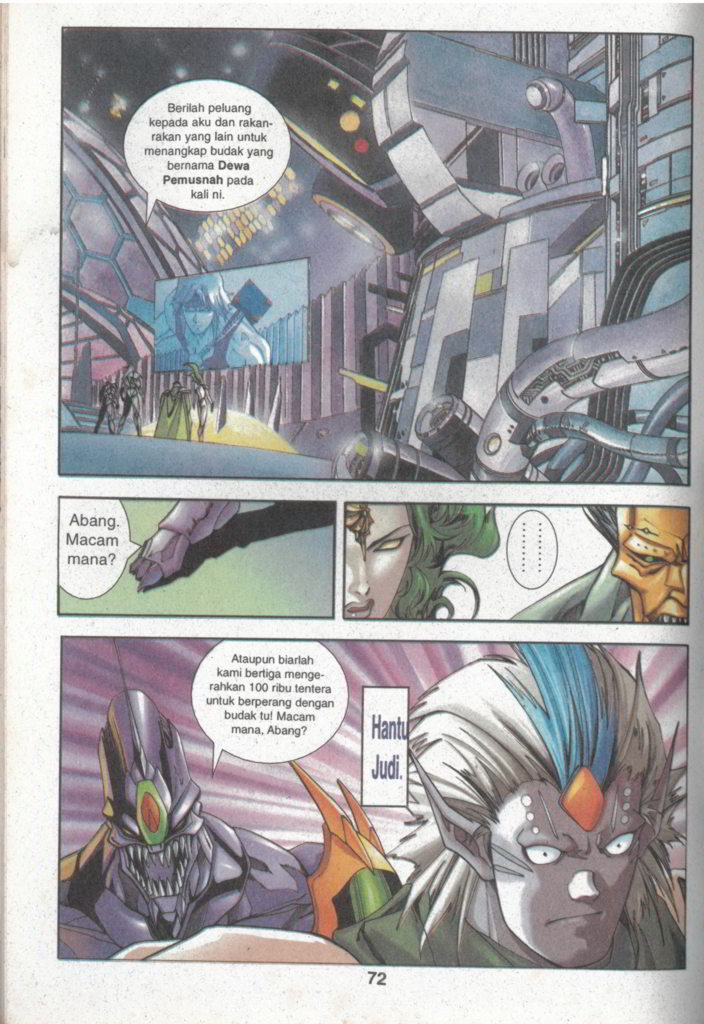 Berilah peluang
kepada aku dan rakan-
rakan yang lain untuk
menangkap budak yang
bernama Dewa
Pemusnah pada
kali ni.
Abang.
Macam
mana?
Ataupun biarlah
kami bertiga menge-
rahkan 100 ribu tentera
untuk berperang dengan
budak tu! Macam
mana, Abang?
Hantu
Judi.
72